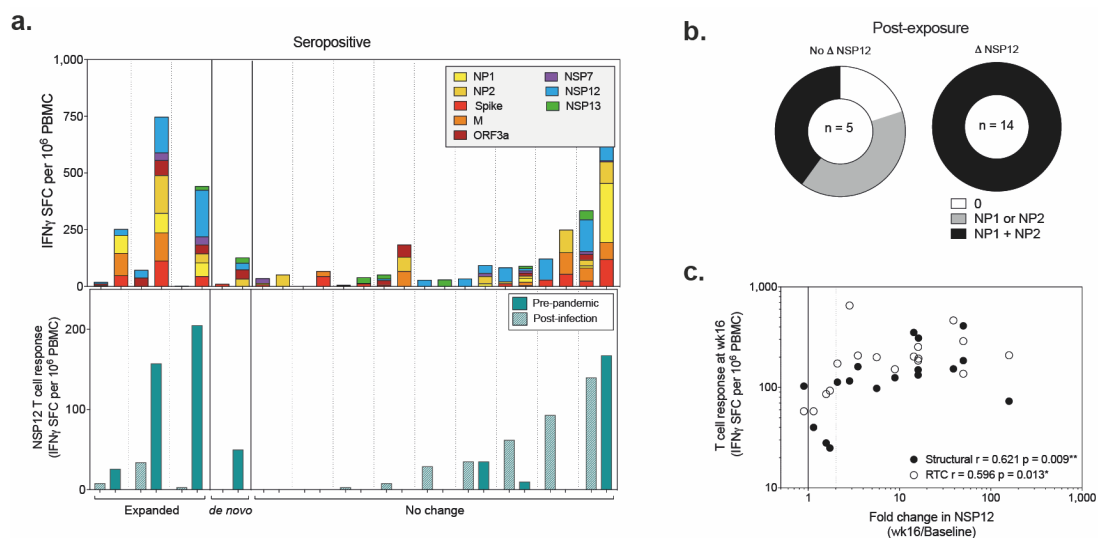 a.
Seropositive
1,000
750
500
250
0
IFNγ SFC per 10⁶ PBMC
NP1
NP2
Spike
M
ORF3a
NSP7
NSP12
NSP13
200
100
0
NSP12 T cell response
(IFNγ SFC per 10⁶ PBMC)
Pre-pandemic
Post-infection
Expanded
de novo
No change
b.
Post-exposure
No Δ NSP12
Δ NSP12
n = 5
n = 14
0
NP1 or NP2
NP1 + NP2
c.
1,000
100
10
T cell response at wk16
(IFNγ SFC per 10⁶ PBMC)
Structural r = 0.621 p = 0.009**
RTC r = 0.596 p = 0.013*
1
10
100
1,000
Fold change in NSP12
(wk16/Baseline)